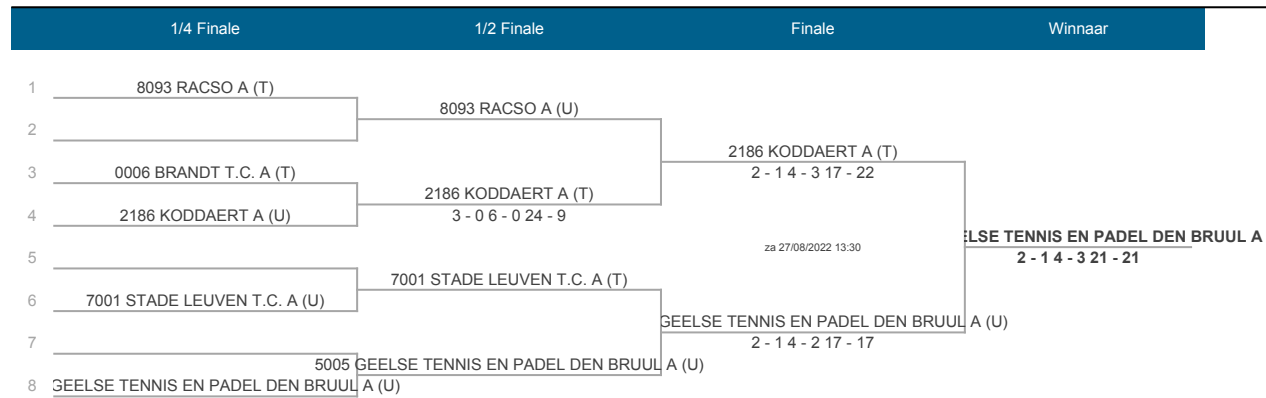 1/4 Finale 1/2 Finale Finale Winnaar
1 8093 RACSO A (T)
8093 RACSO A (U)
2
2186 KODDAERT A (T)
3 0006 BRANDT T.C. A (T) 2 - 1 4 - 3 17 - 22
2186 KODDAERT A (T)
4 2186 KODDAERT A (U) 3 - 0 6 - 0 24 - 9
ELSE TENNIS EN PADEL DEN BRUUL A
za 27/08/2022 13:30
5 2 - 1 4 - 3 21 - 21
7001 STADE LEUVEN T.C. A (T)
6 7001 STADE LEUVEN T.C. A (U)
GEELSE TENNIS EN PADEL DEN BRUUL A (U)
7 2 - 1 4 - 2 17 - 17
5005 GEELSE TENNIS EN PADEL DEN BRUUL A (U)
8 GEELSE TENNIS EN PADEL DEN BRUUL A (U)